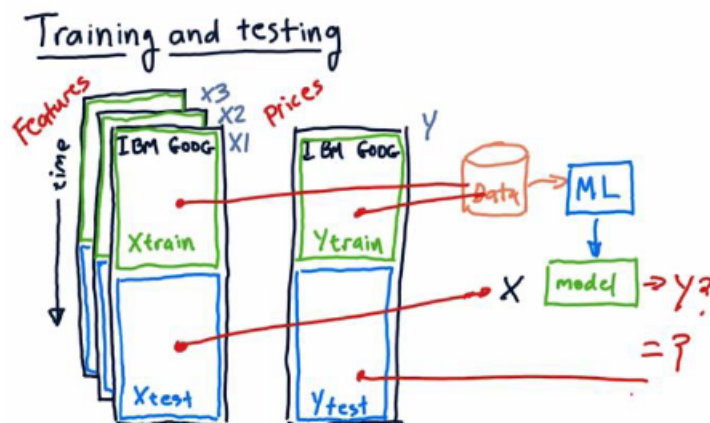 Training and testing
Features
X3
X2
X1
Prices
Y
time
IBM GOOG
IBM GOOG
Data
ML
Xtrain
Ytrain
X
model
Y?
= ?
Xtest
Ytest